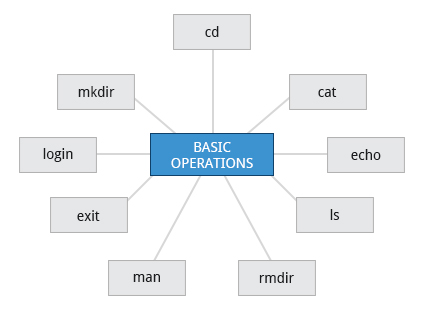 cd
mkdir
cat
login
BASIC
OPERATIONS
echo
exit
ls
man
rmdir